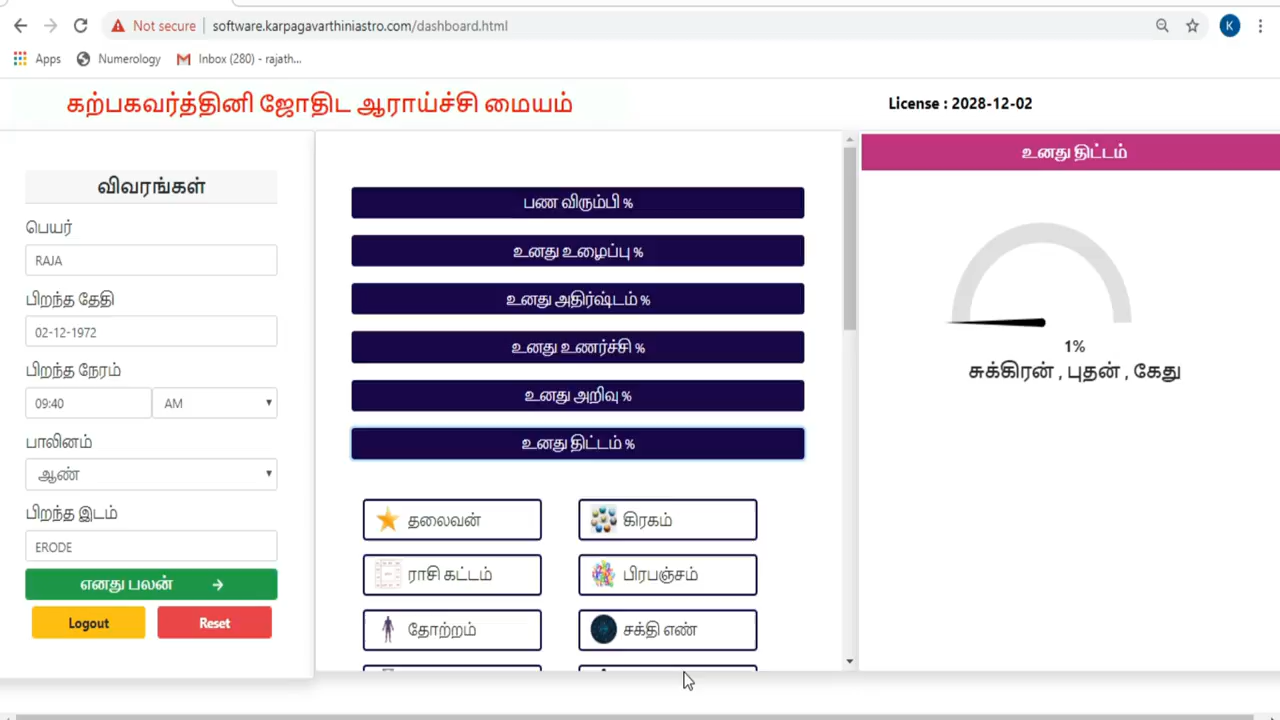 Not secure software.karpagavarthiniastro.com/dashboard.html K
Apps Numerology Inbox (280) - rajath...
கற்பகவர்த்தினி ஜோதிட ஆராய்ச்சி மையம்
License : 2028-12-02
விவரங்கள்
பெயர்
RAJA
பிறந்த தேதி
02-12-1972
பிறந்த நேரம்
09:40 AM
பாலினம்
ஆண்
பிறந்த இடம்
ERODE
எனது பலன் →
Logout Reset
பண விரும்பி %
உனது உழைப்பு %
உனது அதிர்ஷ்டம் %
உனது உணர்ச்சி %
உனது அறிவு %
உனது திட்டம் %
தலைவன் கிரகம்
ராசி கட்டம் பிரபஞ்சம்
தோற்றம் சக்தி எண்
உனது திட்டம்
1%
சுக்கிரன் , புதன் , கேது